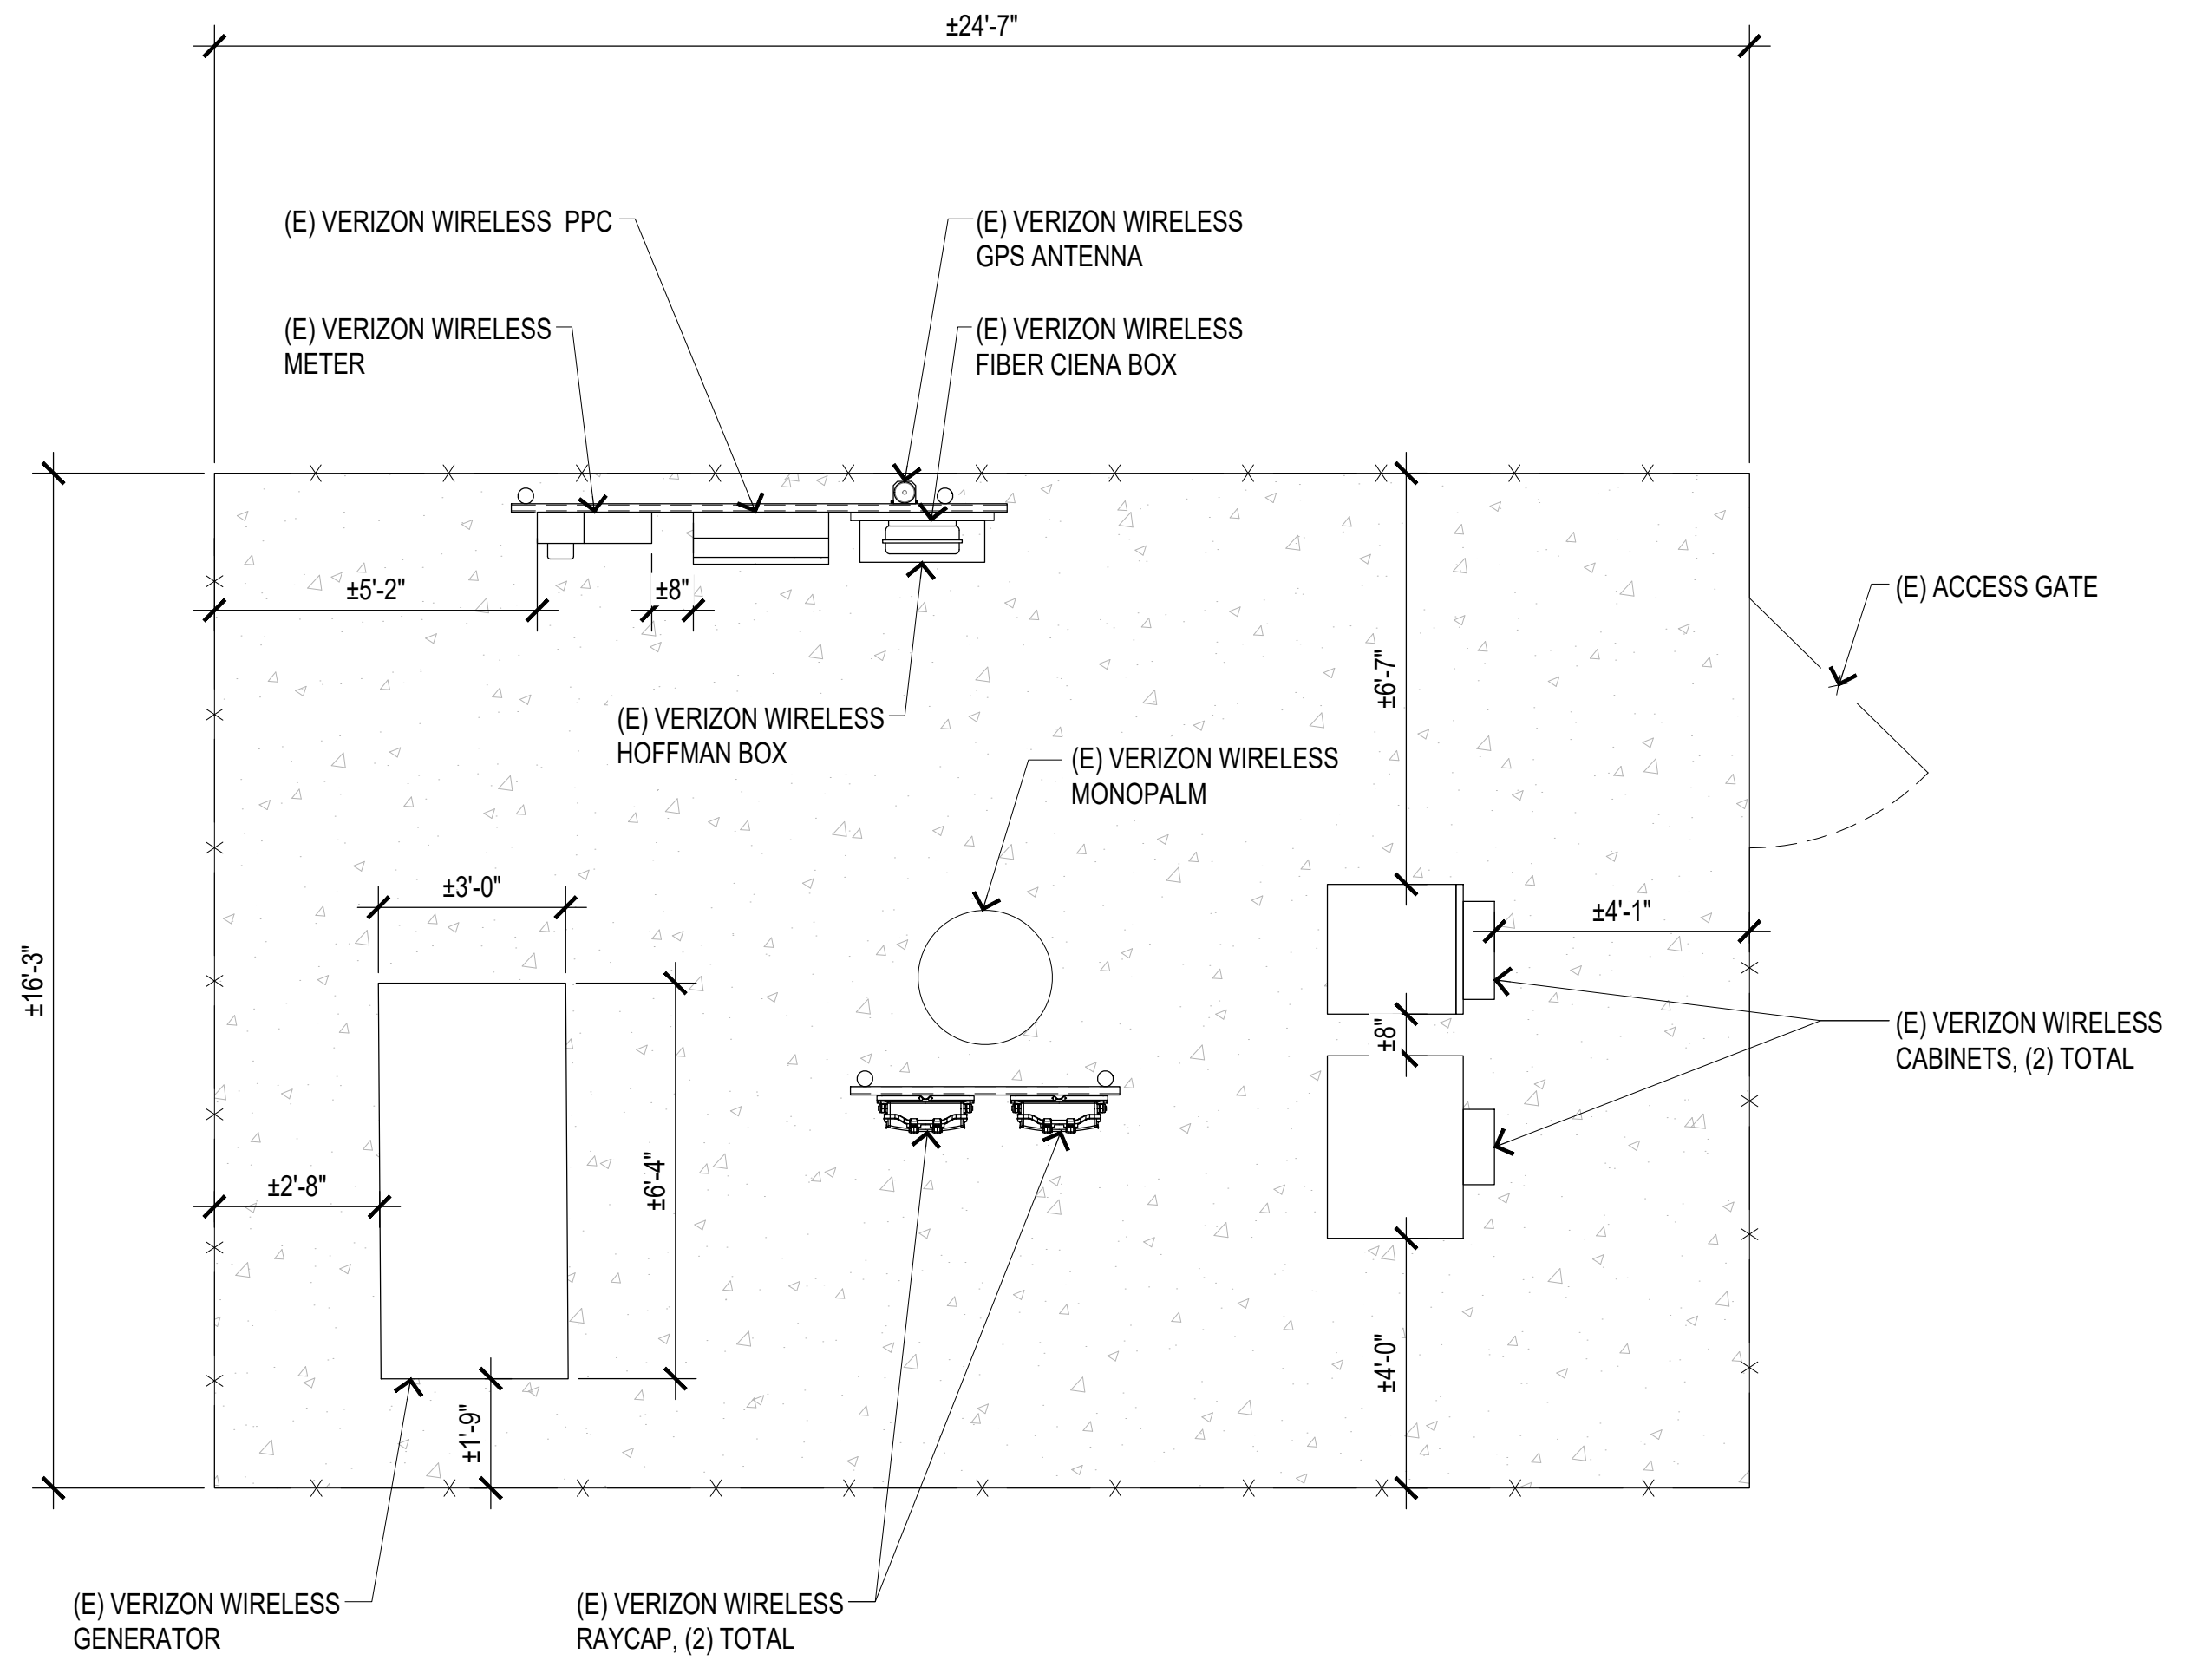 ±24'-7"
(E) VERIZON WIRELESS  PPC
(E) VERIZON WIRELESS
GPS ANTENNA
(E) VERIZON WIRELESS
METER
(E) VERIZON WIRELESS
FIBER CIENA BOX
±5'-2"
±8"
(E) ACCESS GATE
±6'-7"
(E) VERIZON WIRELESS
HOFFMAN BOX
(E) VERIZON WIRELESS
MONOPALM
±3'-0"
±4'-1"
±16'-3"
±8"
(E) VERIZON WIRELESS
CABINETS, (2) TOTAL
±2'-8"
±6'-4"
±4'-0"
±1'-9"
(E) VERIZON WIRELESS
GENERATOR
(E) VERIZON WIRELESS
RAYCAP, (2) TOTAL